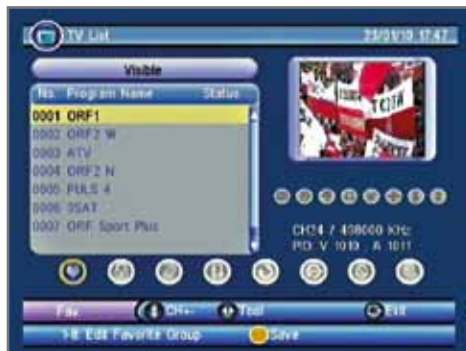 TV List 23/01/10 17:42
Visible
No. Program Name Status
0001 ORF1
0002 ORF2 W
0003 ATV
0004 ORF2 N
0005 PULS 4
0006 3SAT
0007 ORF Sport Plus
CH24 / 498000 KHz
PID: V 1010 , A 1011
Fav CH+- Tool Exit
1-8 Edit Favorite Group Save